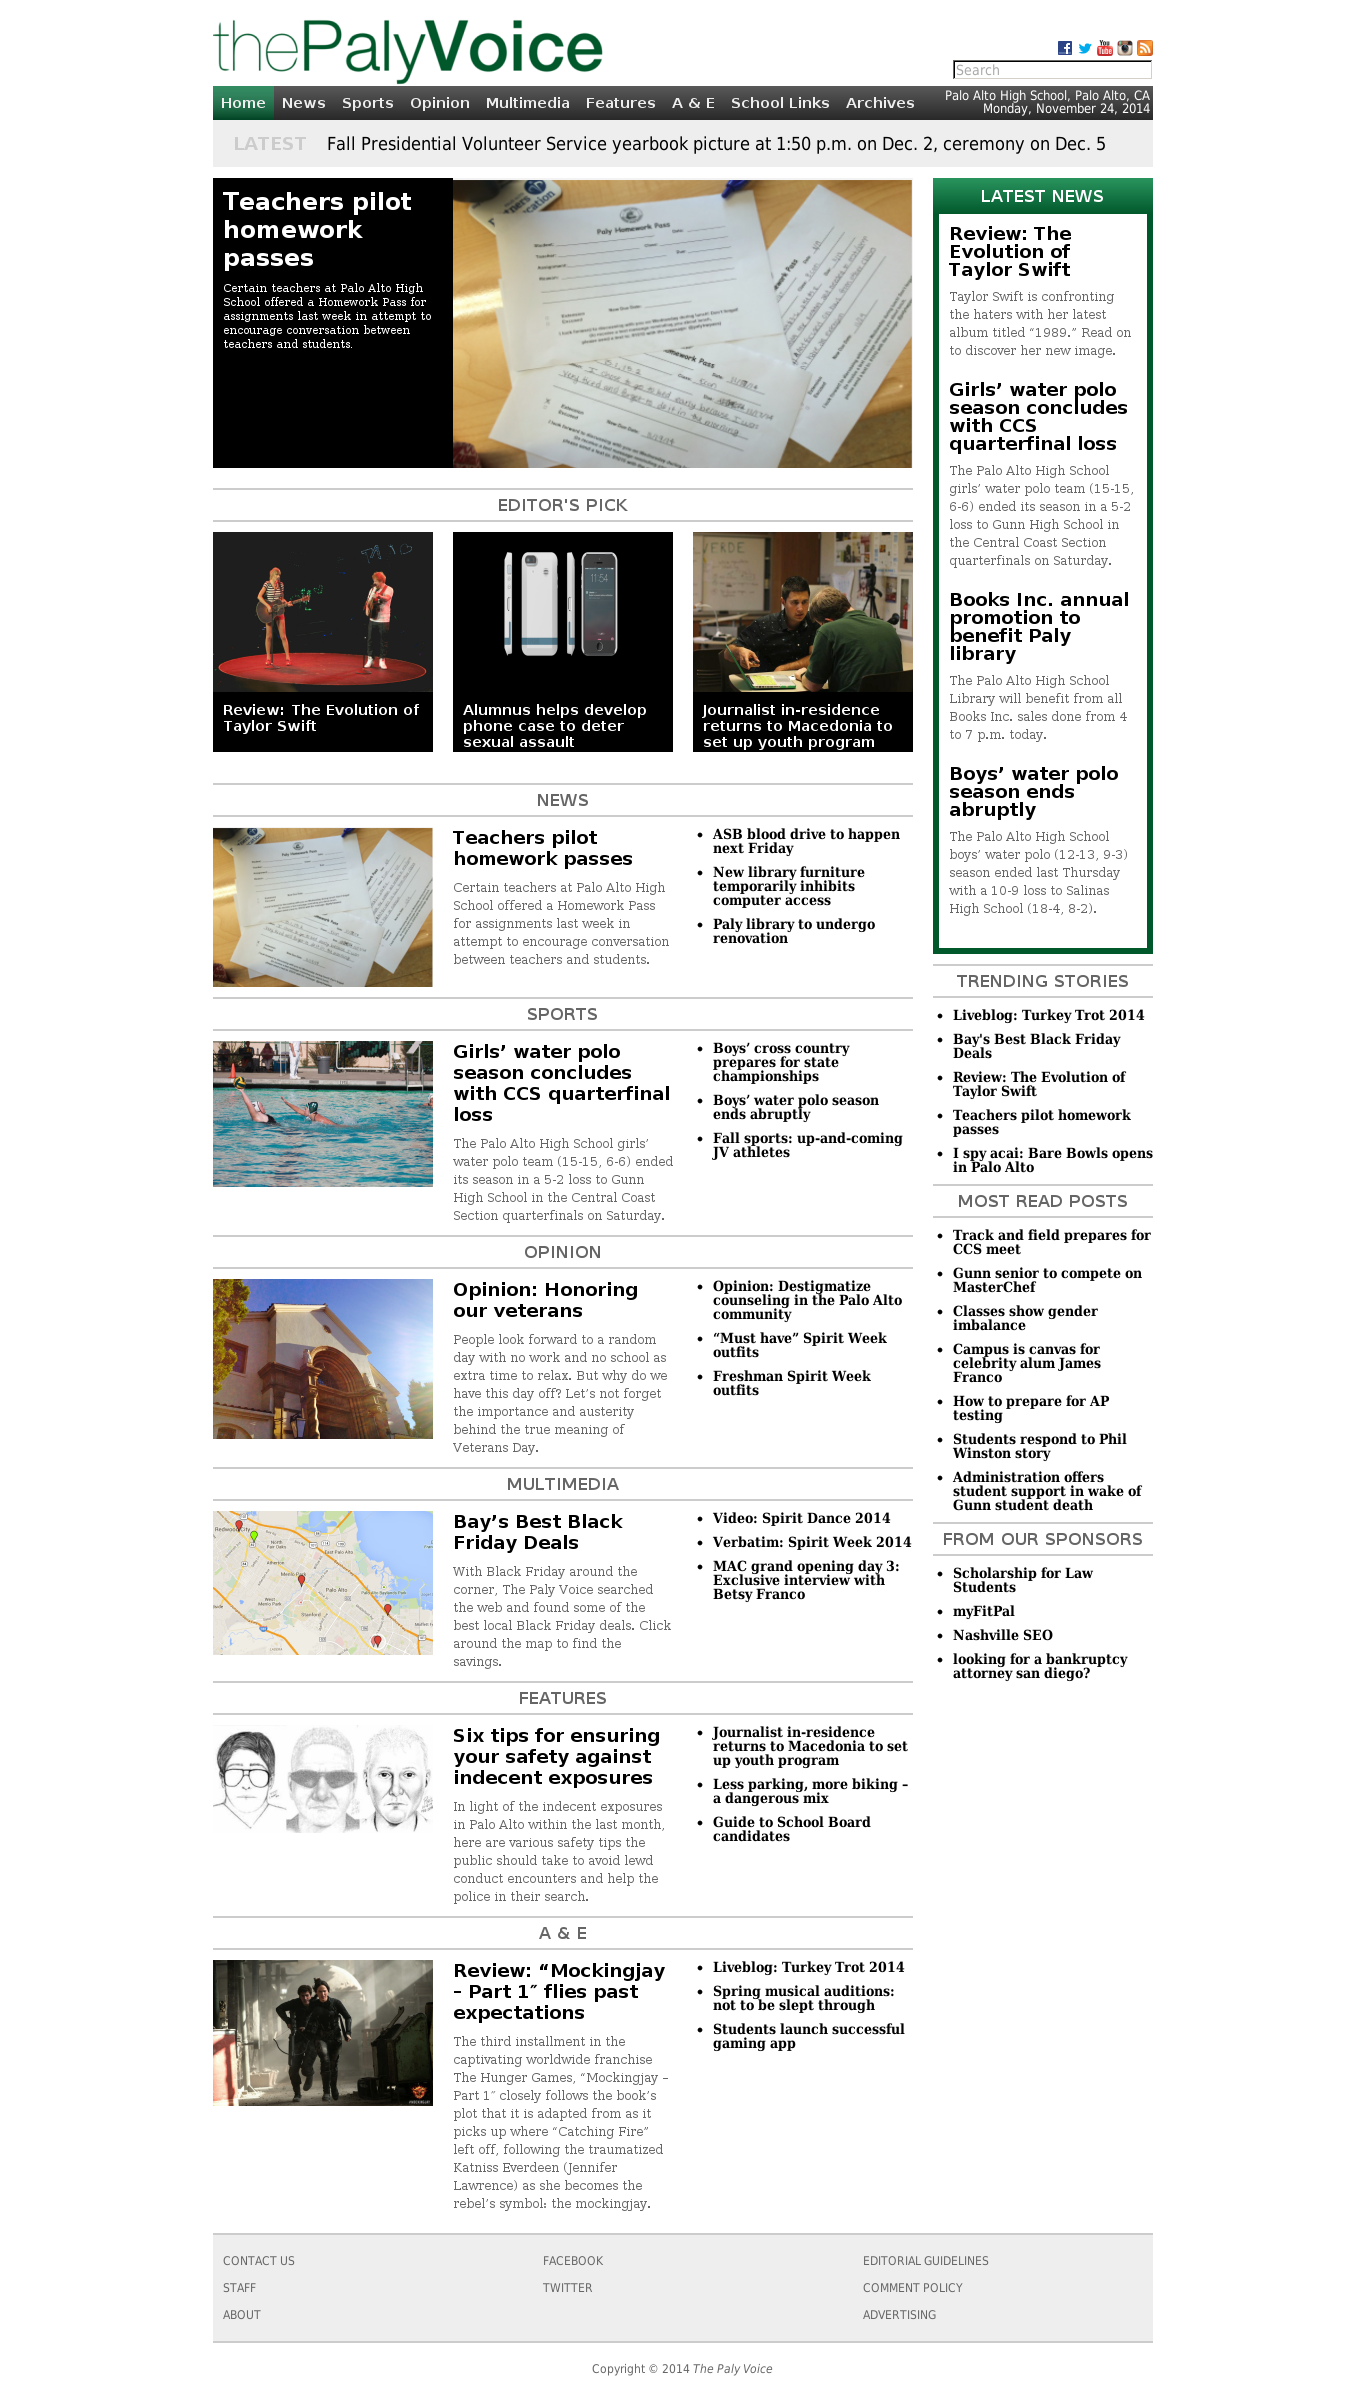 thePalyVoice
Search
Home News Sports Opinion Multimedia Features A & E School Links Archives
Palo Alto High School, Palo Alto, CA
Monday, November 24, 2014
LATEST Fall Presidential Volunteer Service yearbook picture at 1:50 p.m. on Dec. 2, ceremony on Dec. 5
Teachers pilot
homework
passes
Certain teachers at Palo Alto High
School offered a Homework Pass for
assignments last week in attempt to
encourage conversation between
teachers and students.
Paly Homework Pass
EDITOR'S PICK
VERDE
11:54
Review: The Evolution of
Taylor Swift
Alumnus helps develop
phone case to deter
sexual assault
Journalist in-residence
returns to Macedonia to
set up youth program
NEWS
Teachers pilot
homework passes
Certain teachers at Palo Alto High
School offered a Homework Pass
for assignments last week in
attempt to encourage conversation
between teachers and students.
• ASB blood drive to happen
next Friday
• New library furniture
temporarily inhibits
computer access
• Paly library to undergo
renovation
SPORTS
Girls’ water polo
season concludes
with CCS quarterfinal
loss
The Palo Alto High School girls’
water polo team (15-15, 6-6) ended
its season in a 5-2 loss to Gunn
High School in the Central Coast
Section quarterfinals on Saturday.
• Boys’ cross country
prepares for state
championships
• Boys’ water polo season
ends abruptly
• Fall sports: up-and-coming
JV athletes
OPINION
Opinion: Honoring
our veterans
People look forward to a random
day with no work and no school as
extra time to relax. But why do we
have this day off? Let’s not forget
the importance and austerity
behind the true meaning of
Veterans Day.
• Opinion: Destigmatize
counseling in the Palo Alto
community
• “Must have” Spirit Week
outfits
• Freshman Spirit Week
outfits
MULTIMEDIA
Redwood City
North Fair Oaks
Atherton
East Palo Alto
Menlo Park
Palo Alto
West Menlo Park
Stanford
Bay’s Best Black
Friday Deals
With Black Friday around the
corner, The Paly Voice searched
the web and found some of the
best local Black Friday deals. Click
around the map to find the
savings.
• Video: Spirit Dance 2014
• Verbatim: Spirit Week 2014
• MAC grand opening day 3:
Exclusive interview with
Betsy Franco
FEATURES
Six tips for ensuring
your safety against
indecent exposures
In light of the indecent exposures
in Palo Alto within the last month,
here are various safety tips the
public should take to avoid lewd
conduct encounters and help the
police in their search.
• Journalist in-residence
returns to Macedonia to set
up youth program
• Less parking, more biking –
a dangerous mix
• Guide to School Board
candidates
A & E
Review: “Mockingjay
– Part 1″ flies past
expectations
The third installment in the
captivating worldwide franchise
The Hunger Games, “Mockingjay –
Part 1″ closely follows the book’s
plot that it is adapted from as it
picks up where “Catching Fire”
left off, following the traumatized
Katniss Everdeen (Jennifer
Lawrence) as she becomes the
rebel’s symbol: the mockingjay.
• Liveblog: Turkey Trot 2014
• Spring musical auditions:
not to be slept through
• Students launch successful
gaming app
LATEST NEWS
Review: The
Evolution of
Taylor Swift
Taylor Swift is confronting
the haters with her latest
album titled “1989.” Read on
to discover her new image.
Girls’ water polo
season concludes
with CCS
quarterfinal loss
The Palo Alto High School
girls’ water polo team (15-15,
6-6) ended its season in a 5-2
loss to Gunn High School in
the Central Coast Section
quarterfinals on Saturday.
Books Inc. annual
promotion to
benefit Paly
library
The Palo Alto High School
Library will benefit from all
Books Inc. sales done from 4
to 7 p.m. today.
Boys’ water polo
season ends
abruptly
The Palo Alto High School
boys’ water polo (12-13, 9-3)
season ended last Thursday
with a 10-9 loss to Salinas
High School (18-4, 8-2).
TRENDING STORIES
• Liveblog: Turkey Trot 2014
• Bay's Best Black Friday
Deals
• Review: The Evolution of
Taylor Swift
• Teachers pilot homework
passes
• I spy acai: Bare Bowls opens
in Palo Alto
MOST READ POSTS
• Track and field prepares for
CCS meet
• Gunn senior to compete on
MasterChef
• Classes show gender
imbalance
• Campus is canvas for
celebrity alum James
Franco
• How to prepare for AP
testing
• Students respond to Phil
Winston story
• Administration offers
student support in wake of
Gunn student death
FROM OUR SPONSORS
• Scholarship for Law
Students
• myFitPal
• Nashville SEO
• looking for a bankruptcy
attorney san diego?
CONTACT US
STAFF
ABOUT
FACEBOOK
TWITTER
EDITORIAL GUIDELINES
COMMENT POLICY
ADVERTISING
Copyright © 2014 The Paly Voice